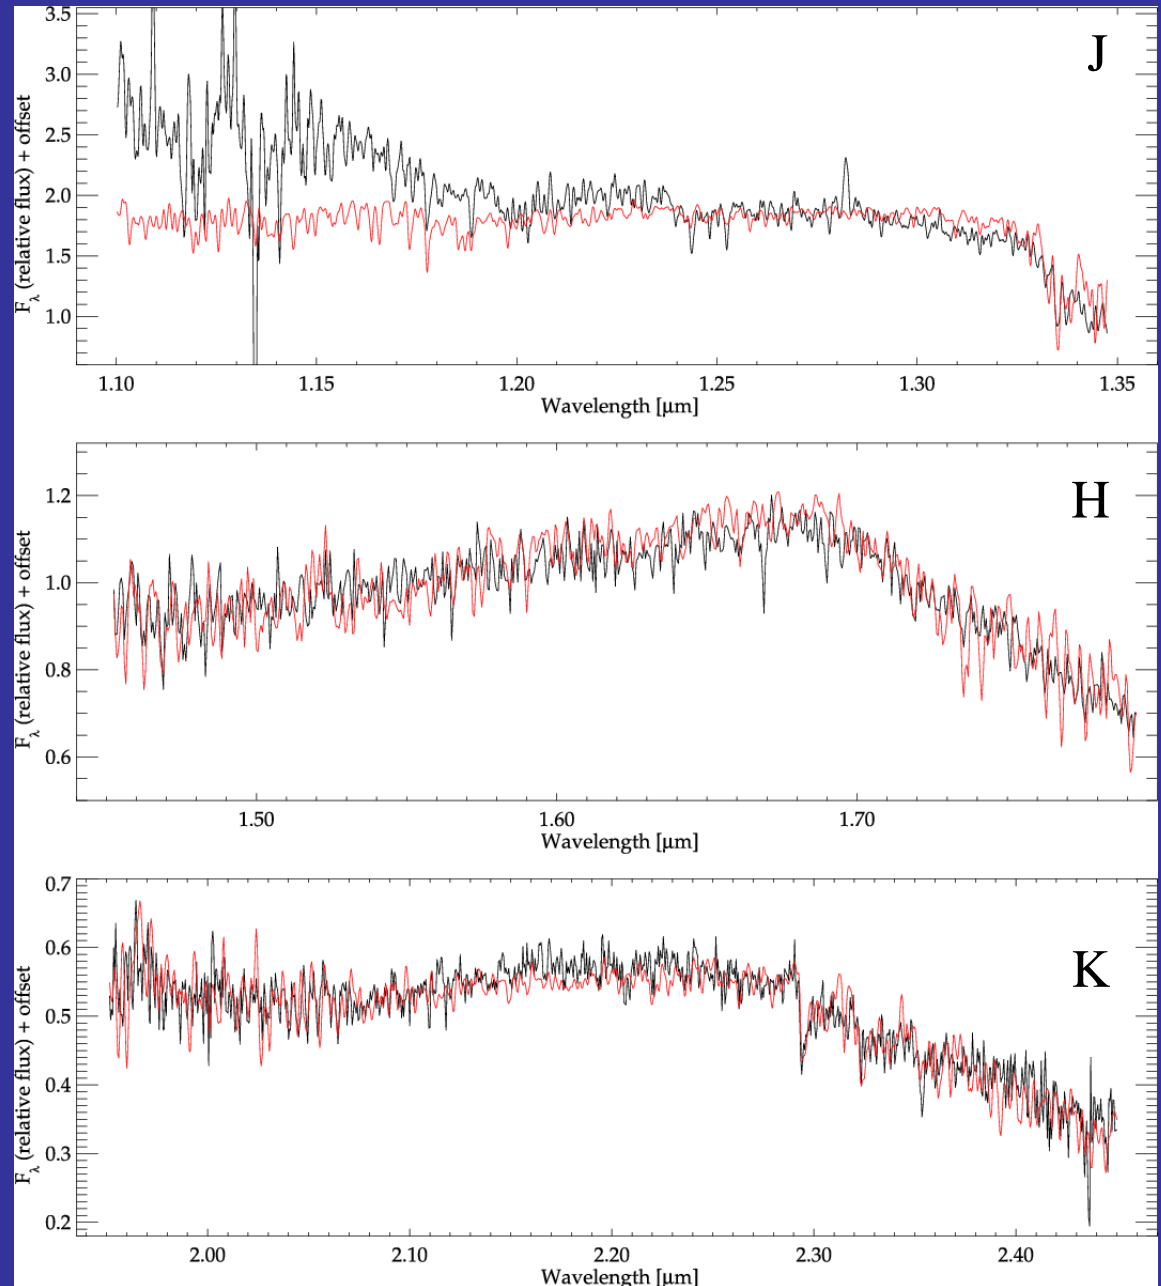 J
3.5
3.0
2.5
2.0
1.5
1.0
F_λ (relative flux) + offset
1.10 1.15 1.20 1.25 1.30 1.35
Wavelength [μm]
H
1.2
1.0
0.8
0.6
F_λ (relative flux) + offset
1.50 1.60 1.70
Wavelength [μm]
K
0.7
0.6
0.5
0.4
0.3
0.2
F_λ (relative flux) + offset
2.00 2.10 2.20 2.30 2.40
Wavelength [μm]